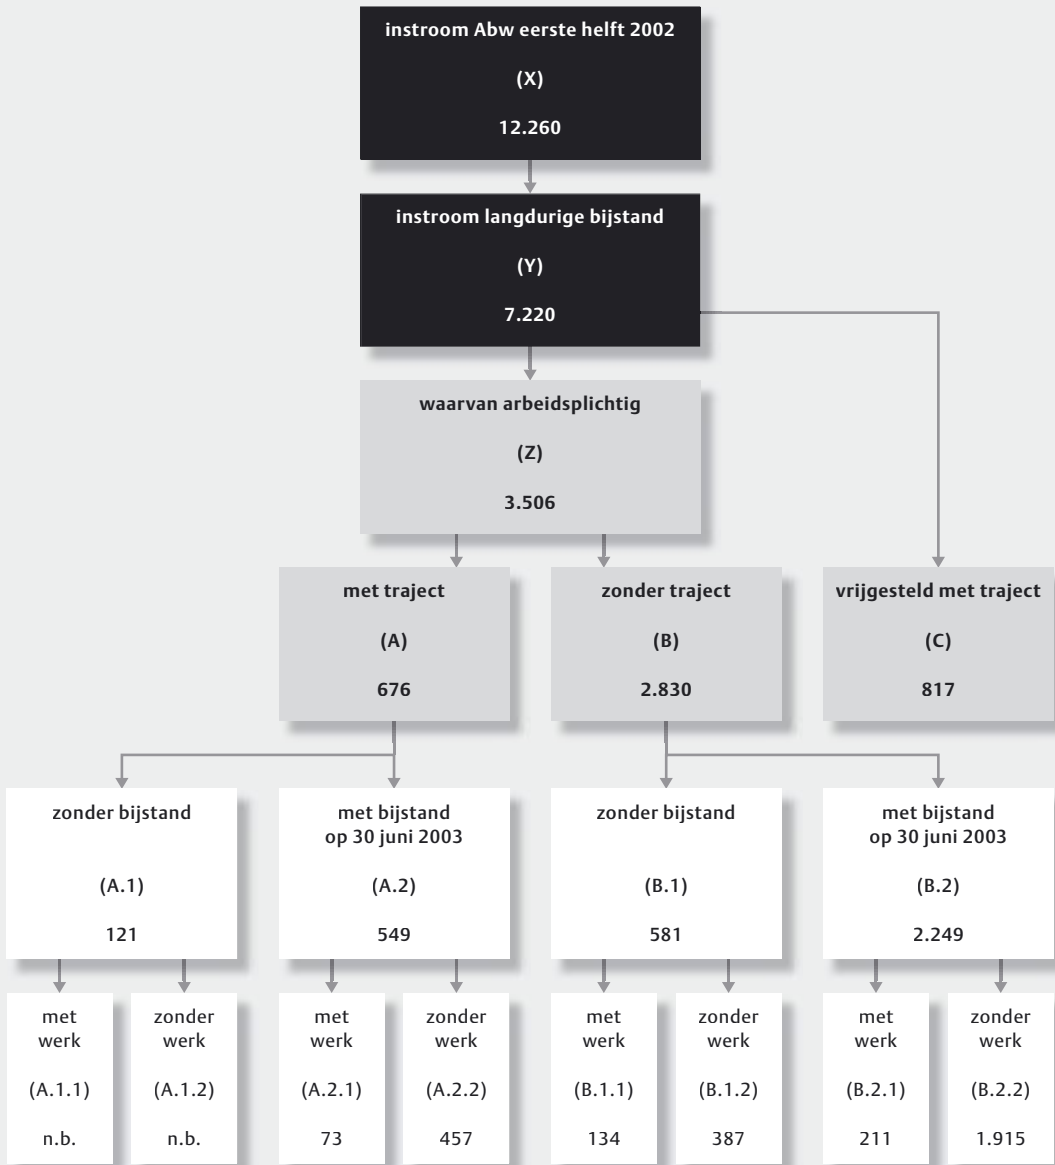 instroom Abw eerste helft 2002
(X)
12.260
instroom langdurige bijstand
(Y)
7.220
waarvan arbeidsplichtig
(Z)
3.506
met traject
(A)
676
zonder traject
(B)
2.830
vrijgesteld met traject
(C)
817
zonder bijstand
(A.1)
121
met bijstand
op 30 juni 2003
(A.2)
549
zonder bijstand
(B.1)
581
met bijstand
op 30 juni 2003
(B.2)
2.249
met
werk
(A.1.1)
n.b.
zonder
werk
(A.1.2)
n.b.
met
werk
(A.2.1)
73
zonder
werk
(A.2.2)
457
met
werk
(B.1.1)
134
zonder
werk
(B.1.2)
387
met
werk
(B.2.1)
211
zonder
werk
(B.2.2)
1.915